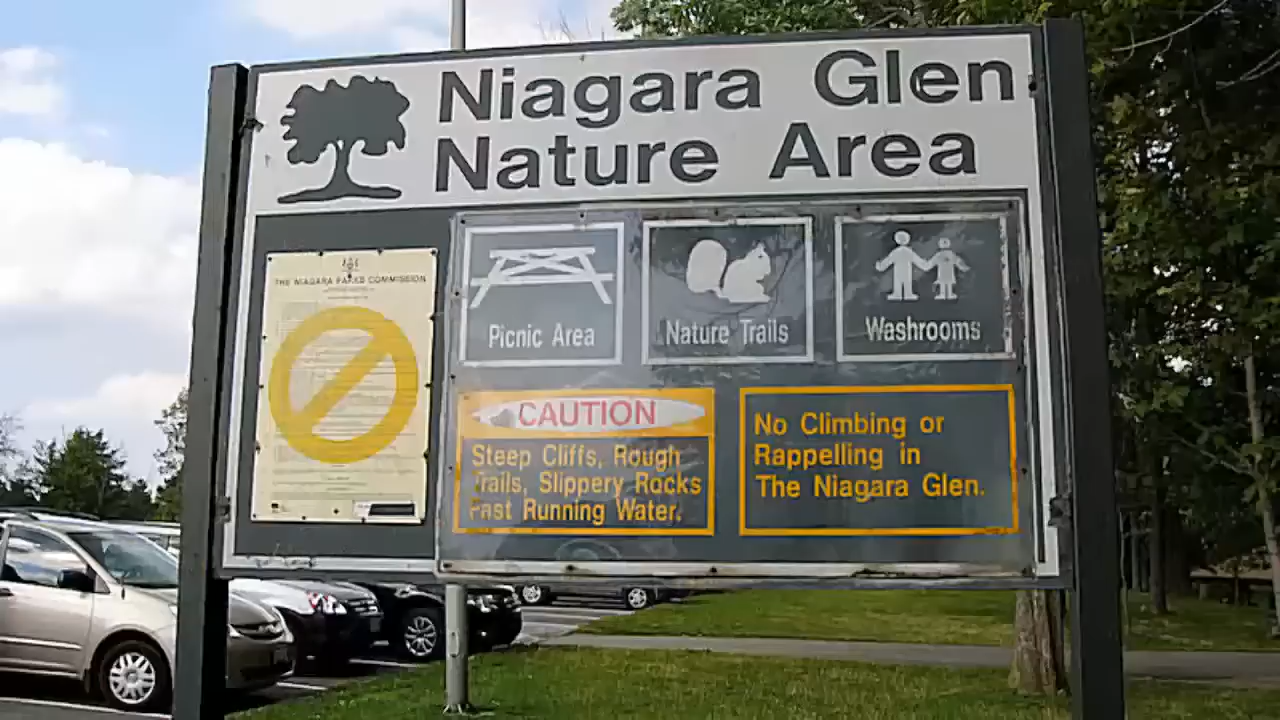 Niagara Glen
Nature Area
THE NIAGARA PARKS COMMISSION
Picnic Area
Nature Trails
Washrooms
CAUTION
Steep Cliffs, Rough
Trails, Slippery Rocks
Fast Running Water.
No Climbing or
Rappelling in
The Niagara Glen.